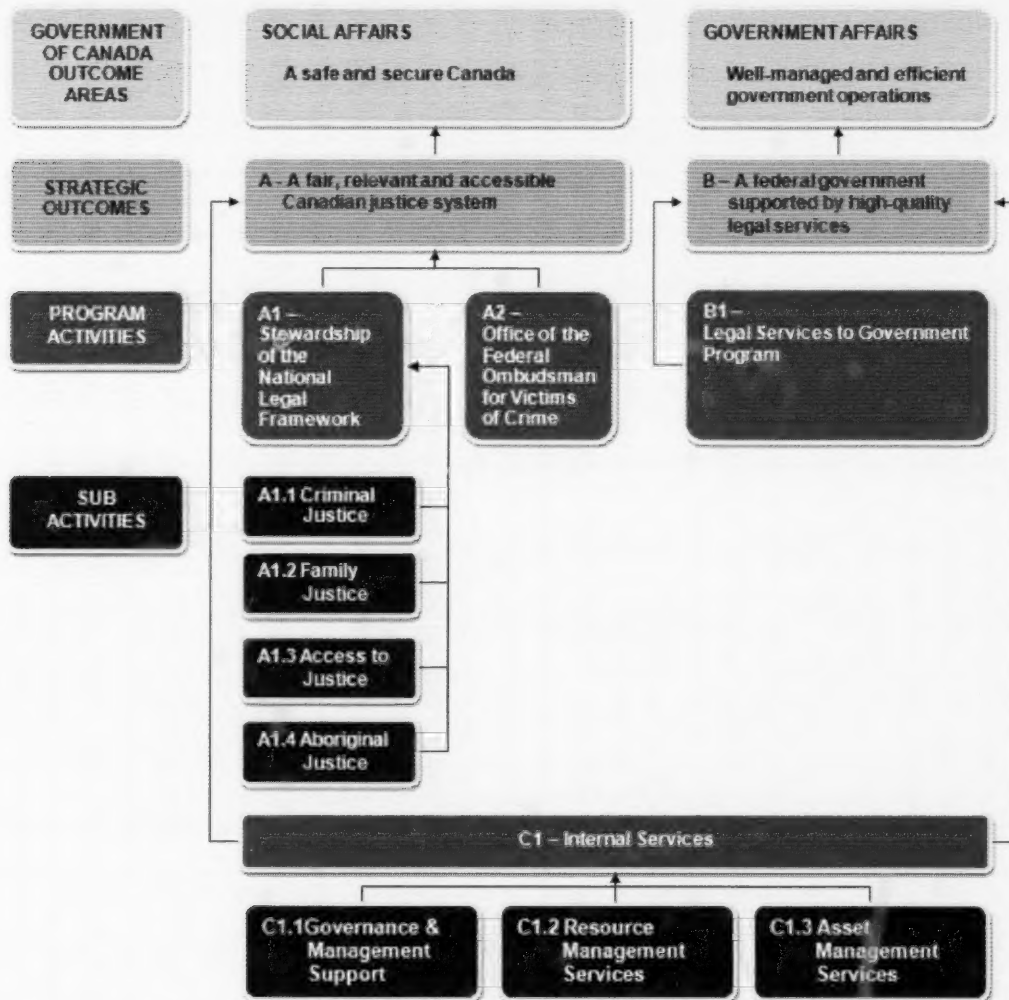 GOVERNMENT
OF CANADA
OUTCOME
AREAS
SOCIAL AFFAIRS
A safe and secure Canada
GOVERNMENT AFFAIRS
Well-managed and efficient
government operations
STRATEGIC
OUTCOMES
A - A fair, relevant and accessible
Canadian justice system
B – A federal government
supported by high-quality
legal services
PROGRAM
ACTIVITIES
A1 –
Stewardship
of the
National
Legal
Framework
A2 –
Office of the
Federal
Ombudsman
for Victims
of Crime
B1 –
Legal Services to Government
Program
SUB
ACTIVITIES
A1.1 Criminal
Justice
A1.2 Family
Justice
A1.3 Access to
Justice
A1.4 Aboriginal
Justice
C1 – Internal Services
C1.1Governance &
Management
Support
C1.2 Resource
Management
Services
C1.3 Asset
Management
Services